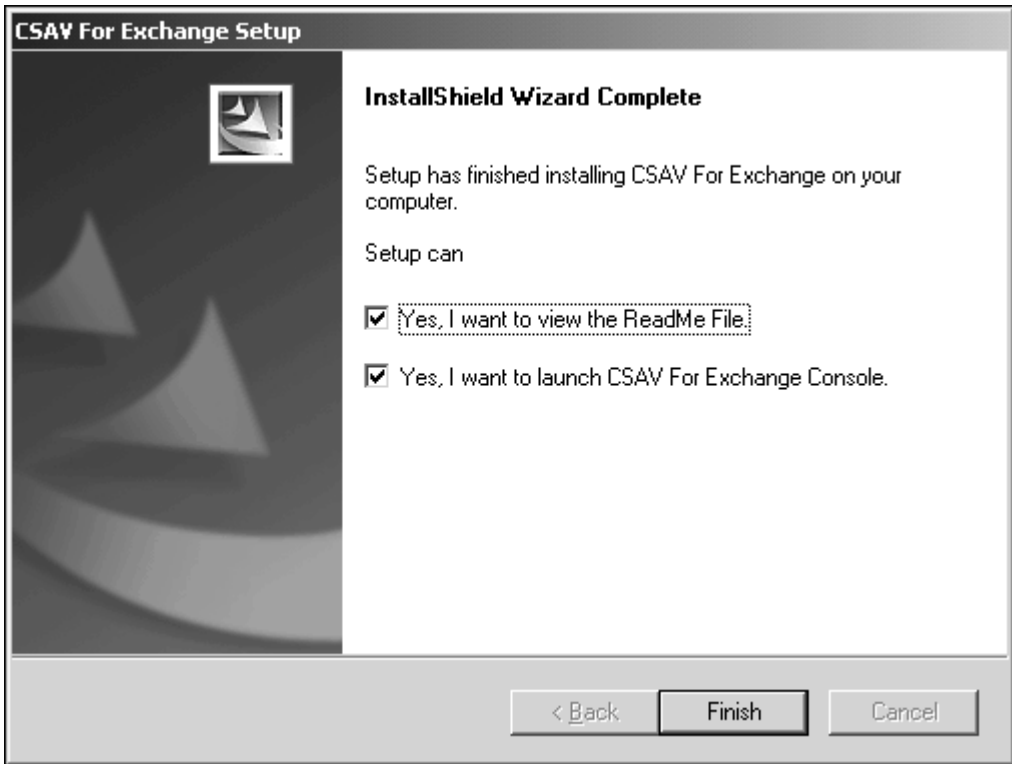 CSAV For Exchange Setup
InstallShield Wizard Complete
Setup has finished installing CSAV For Exchange on your
computer.
Setup can
Yes, I want to view the ReadMe File.
Yes, I want to launch CSAV For Exchange Console.
< Back
Finish
Cancel